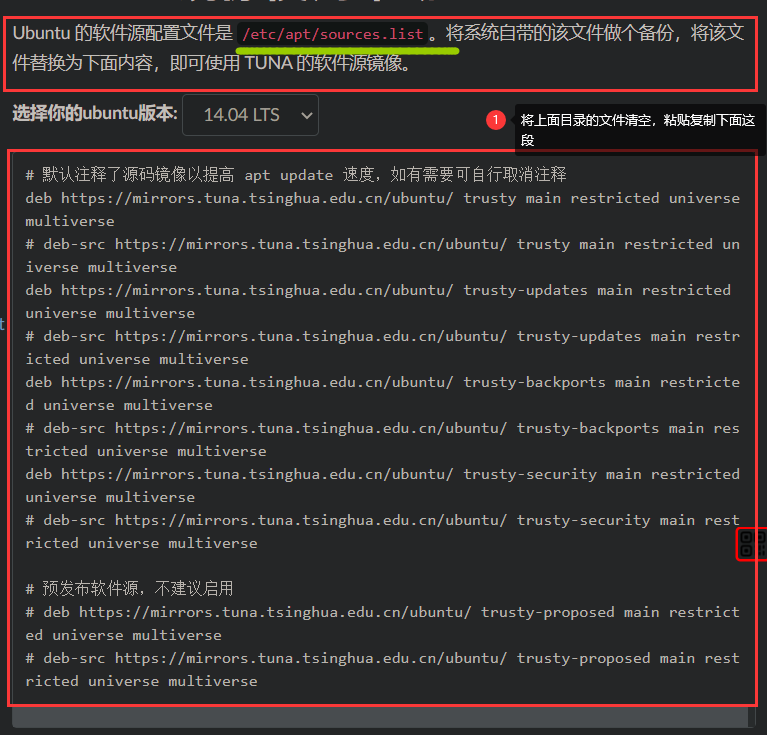 Ubuntu 的软件源配置文件是 /etc/apt/sources.list 。将系统自带的该文件做个备份，将该文
件替换为下面内容，即可使用 TUNA 的软件源镜像。
选择你的ubuntu版本: 14.04 LTS
1 将上面目录的文件清空，粘贴复制下面这
段
# 默认注释了源码镜像以提高 apt update 速度，如有需要可自行取消注释
deb https://mirrors.tuna.tsinghua.edu.cn/ubuntu/ trusty main restricted universe
multiverse
# deb-src https://mirrors.tuna.tsinghua.edu.cn/ubuntu/ trusty main restricted un
iverse multiverse
deb https://mirrors.tuna.tsinghua.edu.cn/ubuntu/ trusty-updates main restricted
universe multiverse
# deb-src https://mirrors.tuna.tsinghua.edu.cn/ubuntu/ trusty-updates main restr
icted universe multiverse
deb https://mirrors.tuna.tsinghua.edu.cn/ubuntu/ trusty-backports main restricte
d universe multiverse
# deb-src https://mirrors.tuna.tsinghua.edu.cn/ubuntu/ trusty-backports main res
tricted universe multiverse
t
deb https://mirrors.tuna.tsinghua.edu.cn/ubuntu/ trusty-security main restricted
universe multiverse
# deb-src https://mirrors.tuna.tsinghua.edu.cn/ubuntu/ trusty-security main rest
ricted universe multiverse
# 预发布软件源，不建议启用
# deb https://mirrors.tuna.tsinghua.edu.cn/ubuntu/ trusty-proposed main restrict
ed universe multiverse
# deb-src https://mirrors.tuna.tsinghua.edu.cn/ubuntu/ trusty-proposed main rest
ricted universe multiverse